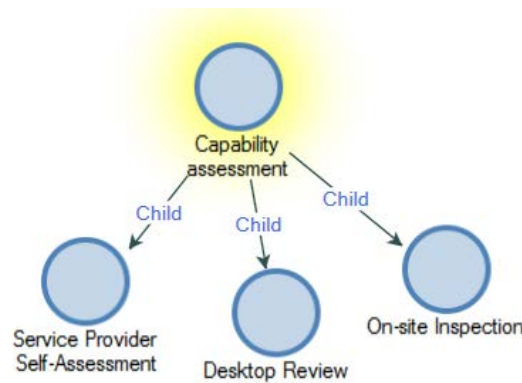 Capability
assessment
Child
Child
Child
Service Provider
Self-Assessment
Desktop Review
On-site Inspection